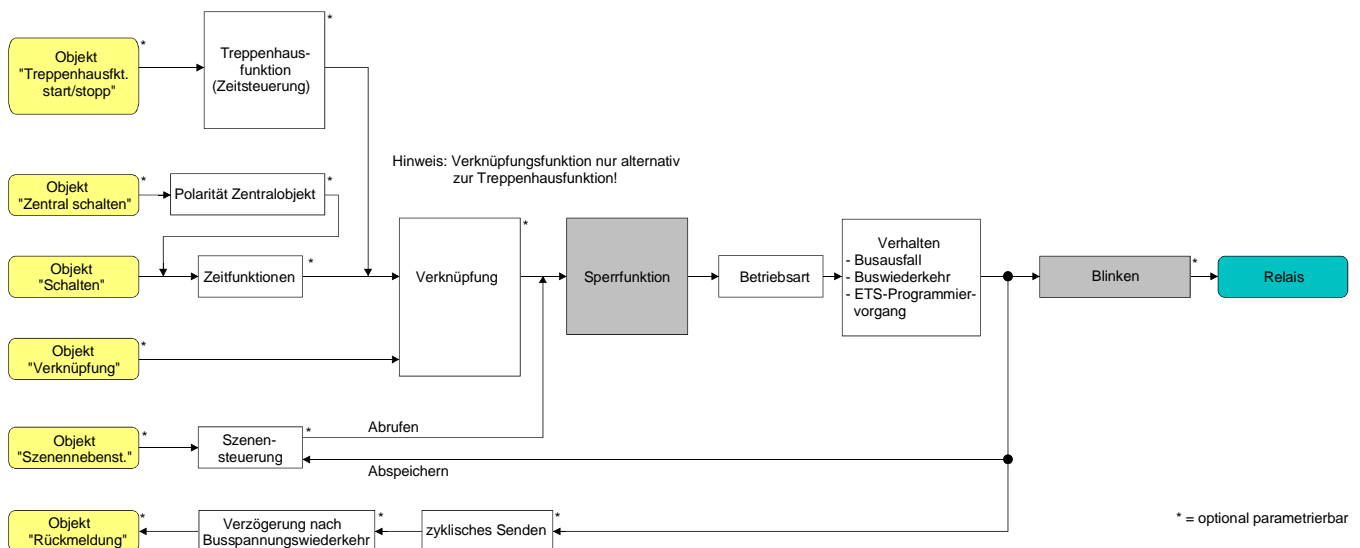 *
*
Objekt
"Treppenhausfkt.
start/stopp"
Treppenhaus-
funktion
(Zeitsteuerung)
Hinweis: Verknüpfungsfunktion nur alternativ
zur Treppenhausfunktion!
*
*
Objekt
"Zentral schalten"
Polarität Zentralobjekt
*
*
*
*
Objekt
"Schalten"
Zeitfunktionen
Verknüpfung
Sperrfunktion
Betriebsart
Verhalten
- Busausfall
- Buswiederkehr
- ETS-Programmier-
vorgang
Blinken
Relais
*
Objekt
"Verknüpfung"
*
*
Objekt
"Szenennebenst."
Szenen-
steuerung
Abrufen
Abspeichern
*
*
*
Objekt
"Rückmeldung"
Verzögerung nach
Busspannungswiederkehr
zyklisches Senden
* = optional parametrierbar